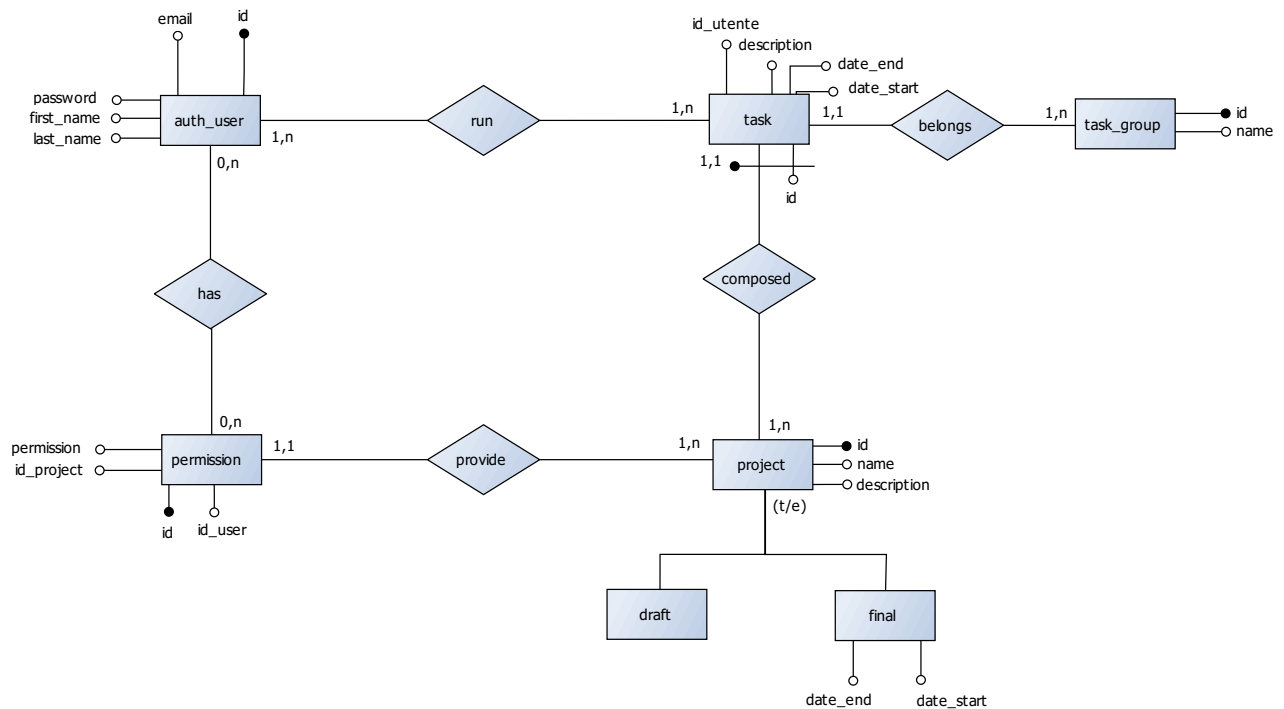 email
id
id_utente
description
date_end
date_start
password
first_name
last_name
auth_user
1,n
0,n
run
1,n
task
1,1
belongs
1,n
task_group
id
name
1,1
id
has
composed
0,n
permission
id_project
permission
1,1
id
id_user
provide
1,n
1,n
project
id
name
description
(t/e)
draft
final
date_end
date_start